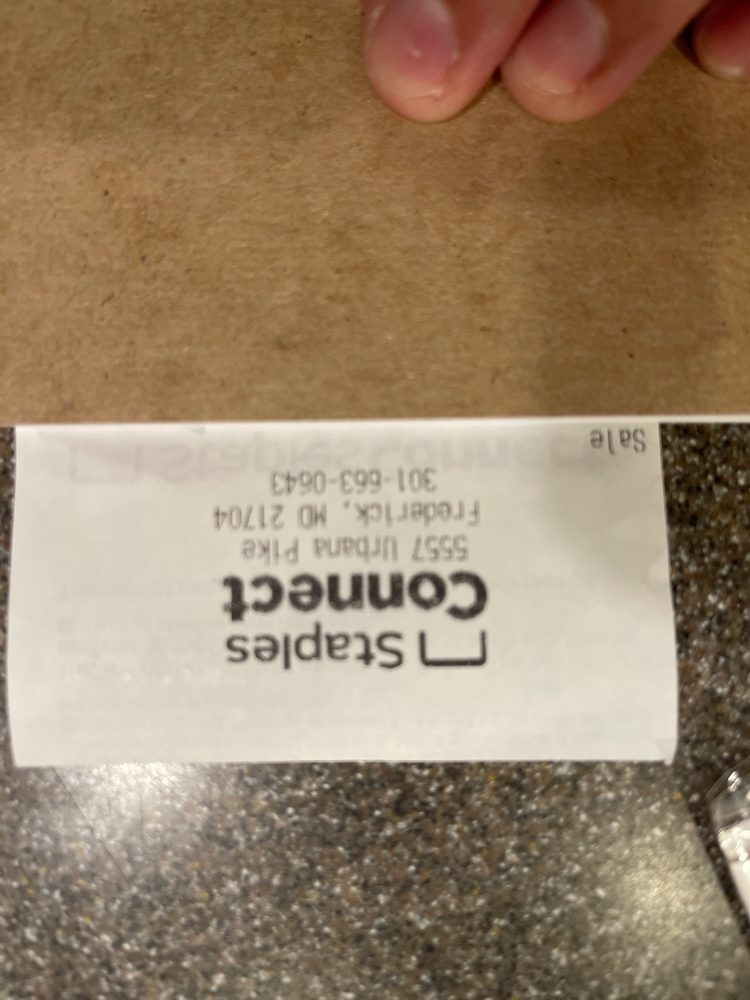 Staples
Connect
5557 Urbana Pike
Frederick, MD 21704
301-663-0643
Sale